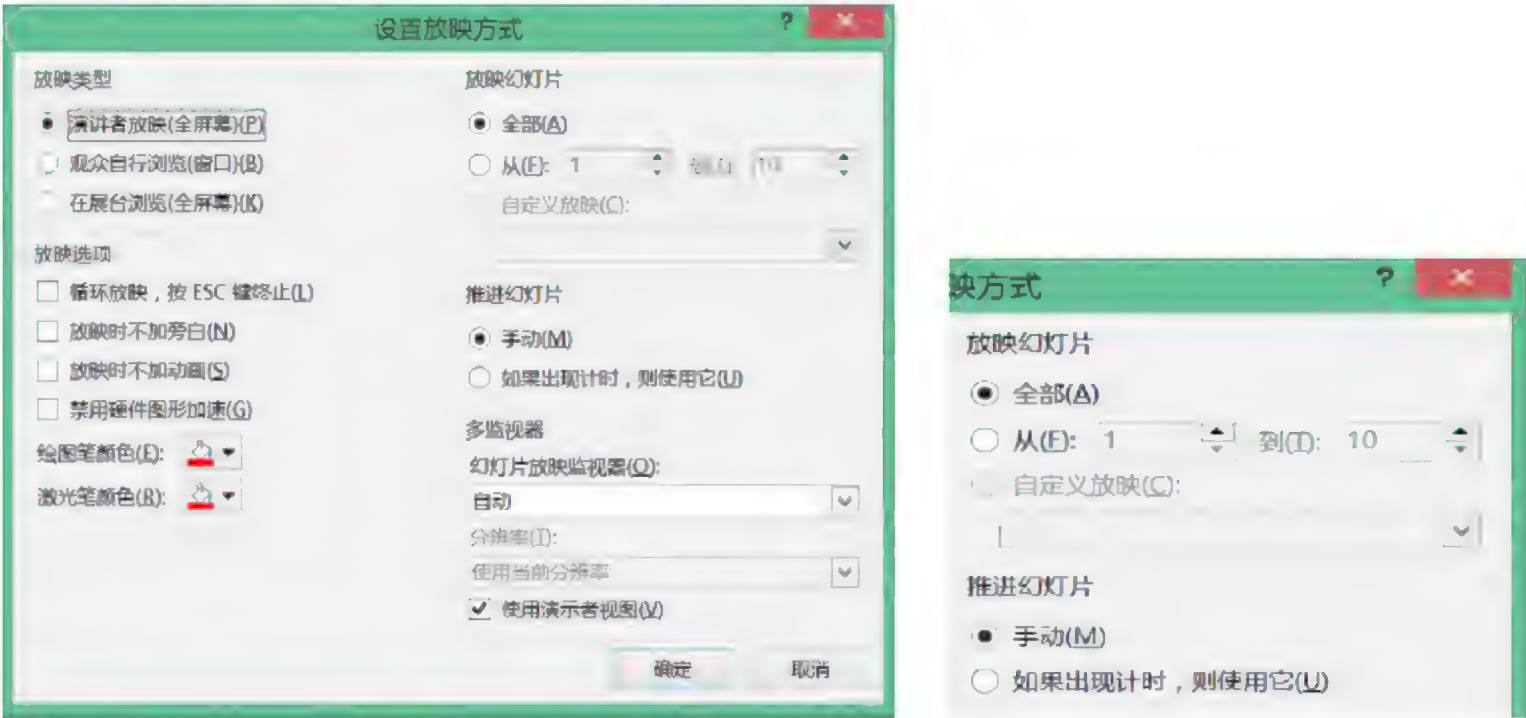 设置放映方式 ?
放映类型
演讲者放映(全屏幕)(P)
观众自行浏览(窗口)(B)
在展台浏览(全屏幕)(K)
放映选项
循环放映，按 ESC 键终止(L)
放映时不加旁白(N)
放映时不加动画(S)
禁用硬件图形加速(G)
绘图笔颜色(E):
激光笔颜色(R):
放映幻灯片
全部(A)
从(F): 1 10
自定义放映(C):
推进幻灯片
手动(M)
如果出现计时，则使用它(U)
多监视器
幻灯片放映监视器(O):
自动
分辨率(T):
使用当前分辨率
使用演示者视图(V)
确定 取消
映方式 ?
放映幻灯片
全部(A)
从(F): 1 到(T): 10
自定义放映(C):
推进幻灯片
手动(M)
如果出现计时，则使用它(U)